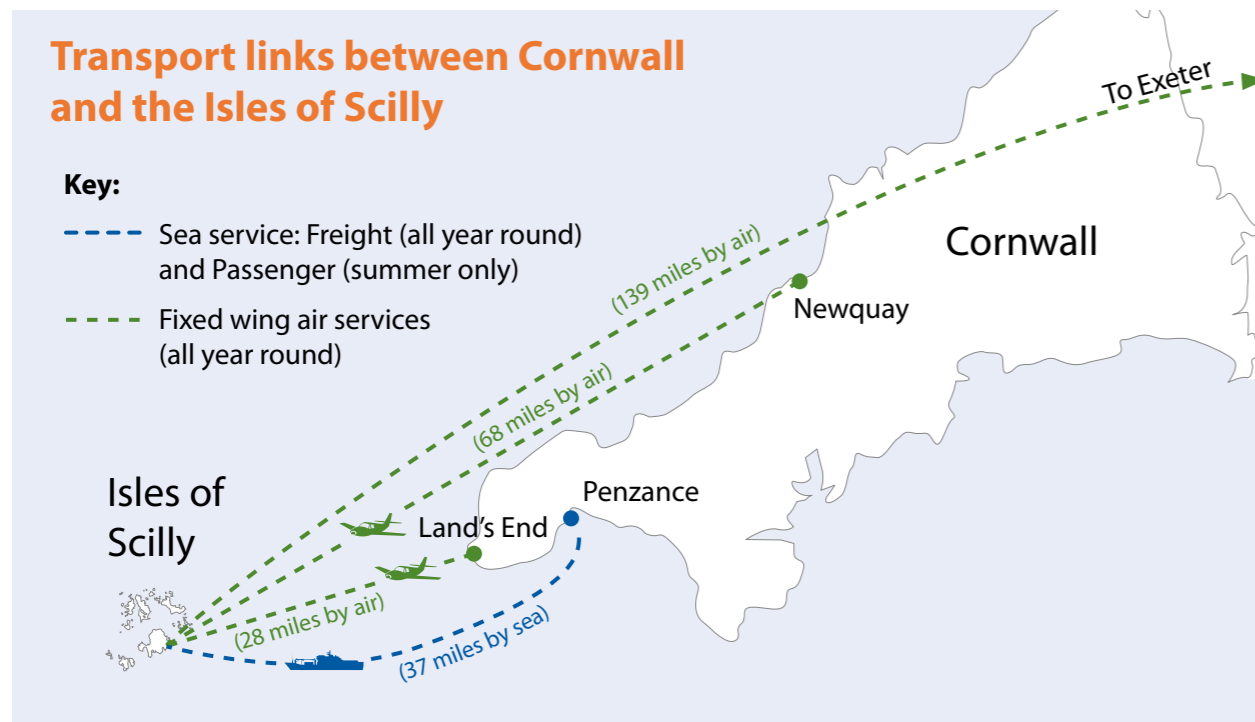 Transport links between Cornwall
and the Isles of Scilly
Key:
Sea service: Freight (all year round)
and Passenger (summer only)
Fixed wing air services
(all year round)
To Exeter
(139 miles by air)
Cornwall
Newquay
(68 miles by air)
Isles of
Scilly
Penzance
Land’s End
(28 miles by air)
(37 miles by sea)